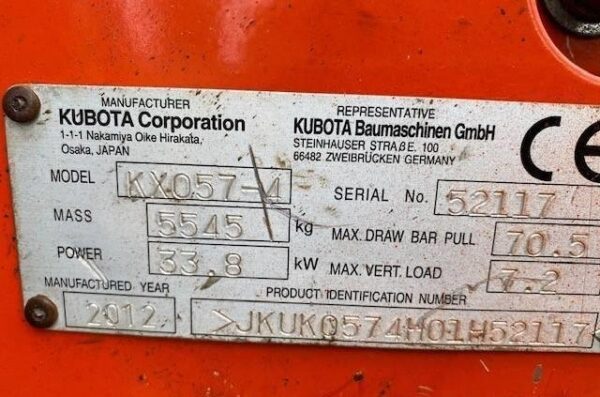 MANUFACTURER
KUBOTA Corporation
1-1-1 Nakamiya Oike Hirakata,
Osaka, JAPAN
REPRESENTATIVE
KUBOTA Baumaschinen GmbH
STEINHAUSER STRAßE. 100
66482 ZWEIBRÜCKEN GERMANY
CE
MODEL KX057-4
SERIAL No. 52117
MASS 5545 kg
MAX. DRAW BAR PULL 70.5
POWER 33.8 kW
MAX. VERT. LOAD 7.2
MANUFACTURED YEAR
2012
PRODUCT IDENTIFICATION NUMBER
>JKUK0574H01H52117<